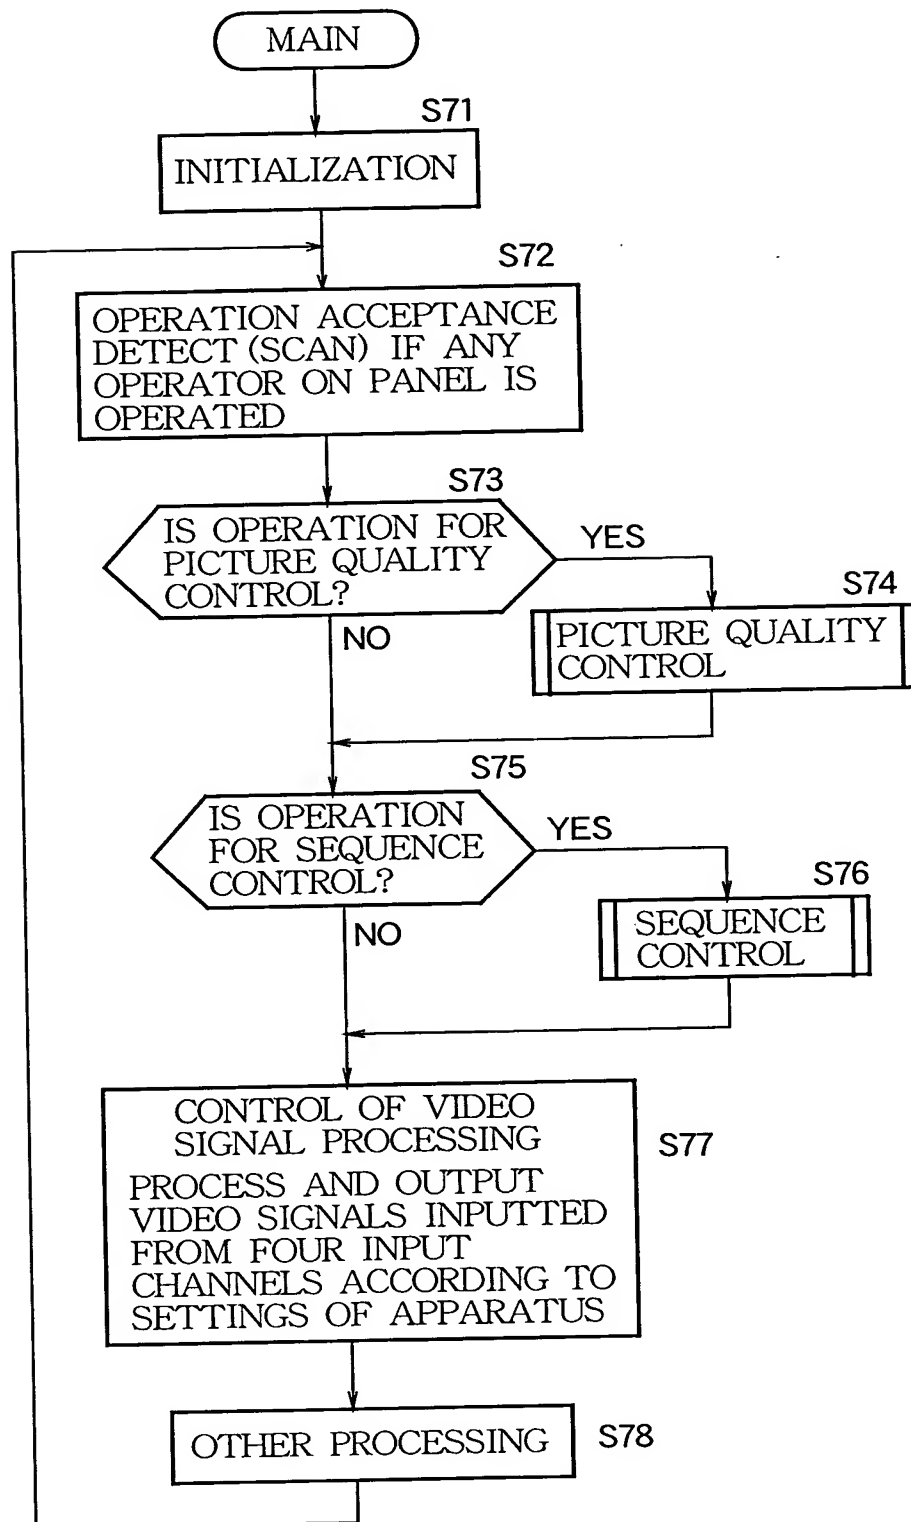 MAIN
S71
INITIALIZATION
S72
OPERATION ACCEPTANCE
DETECT (SCAN) IF ANY
OPERATOR ON PANEL IS
OPERATED
S73
IS OPERATION FOR
PICTURE QUALITY
CONTROL?
YES
NO
S74
PICTURE QUALITY
CONTROL
S75
IS OPERATION
FOR SEQUENCE
CONTROL?
YES
NO
S76
SEQUENCE
CONTROL
CONTROL OF VIDEO
SIGNAL PROCESSING
S77
PROCESS AND OUTPUT
VIDEO SIGNALS INPUTTED
FROM FOUR INPUT
CHANNELS ACCORDING TO
SETTINGS OF APPARATUS
OTHER PROCESSING
S78